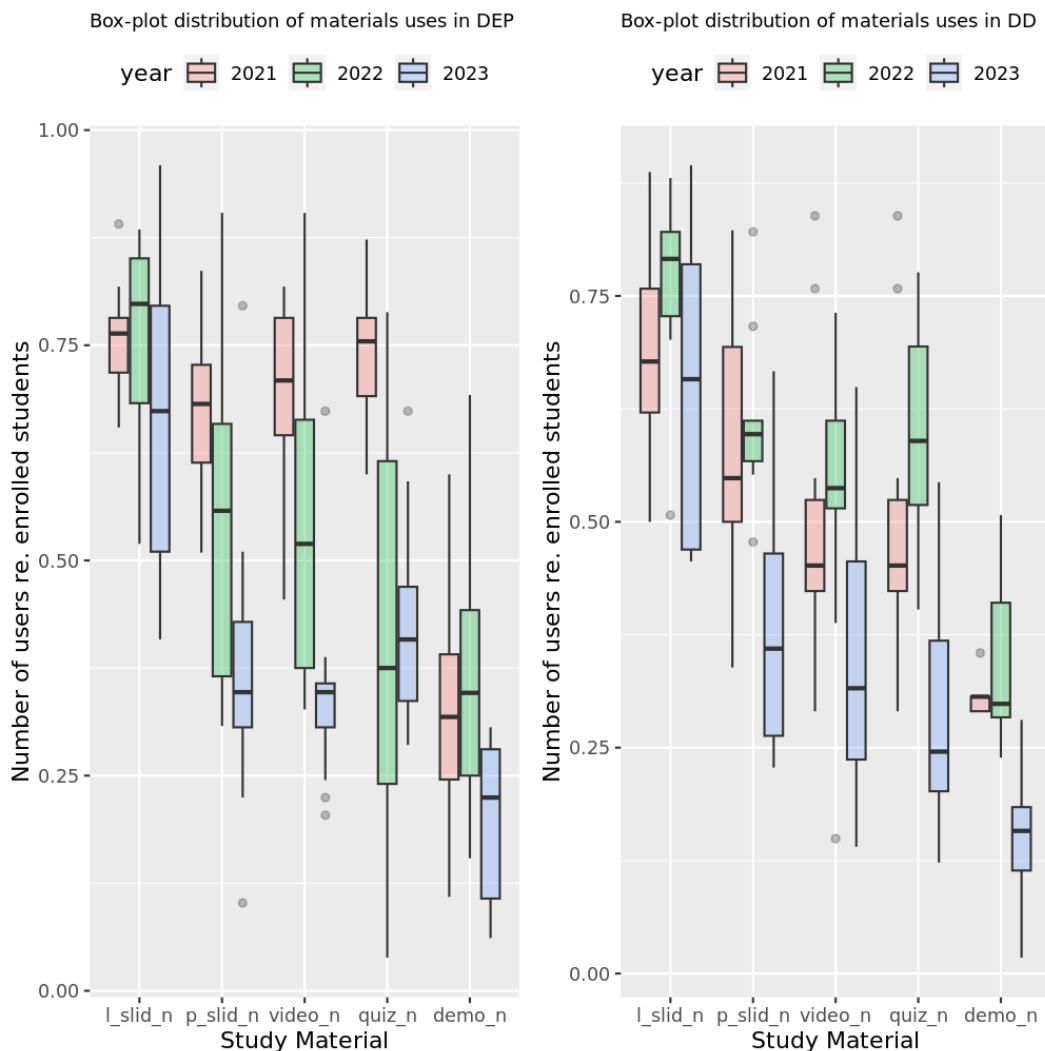 Box-plot distribution of materials uses in DEP
year 2021 2022 2023
1.00
0.75
0.50
0.25
0.00
Number of users re. enrolled students
l_slid_n p_slid_n video_n quiz_n demo_n
Study Material
Box-plot distribution of materials uses in DD
year 2021 2022 2023
0.75
0.50
0.25
0.00
Number of users re. enrolled students
l_slid_n p_slid_n video_n quiz_n demo_n
Study Material